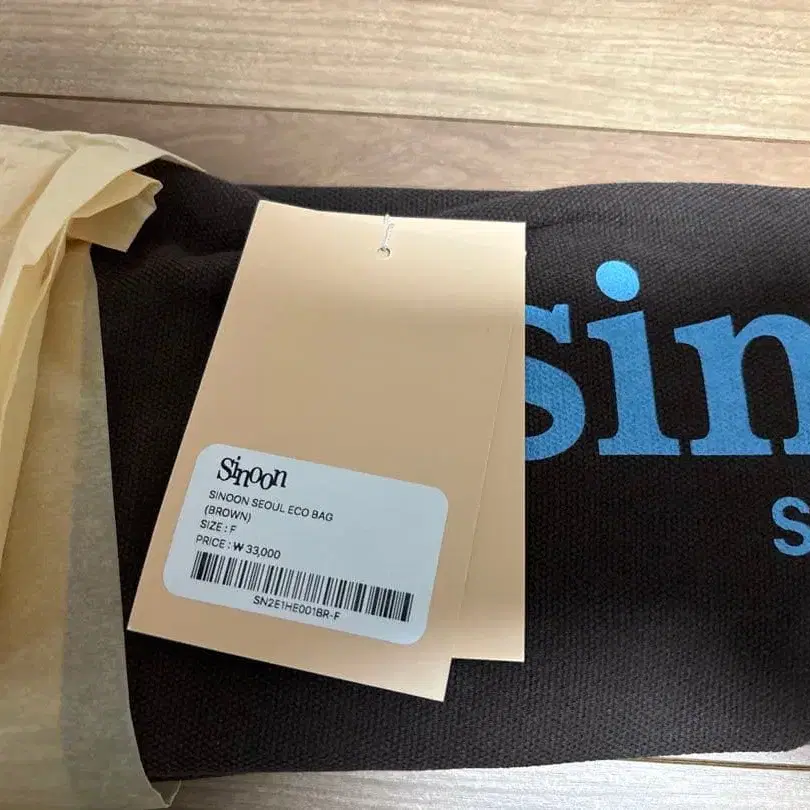 Sinoon
SINOON SEOUL ECO BAG
(BROWN)
SIZE : F
PRICE : ₩ 33,000
SN2E1HE001BR-F
sin
S